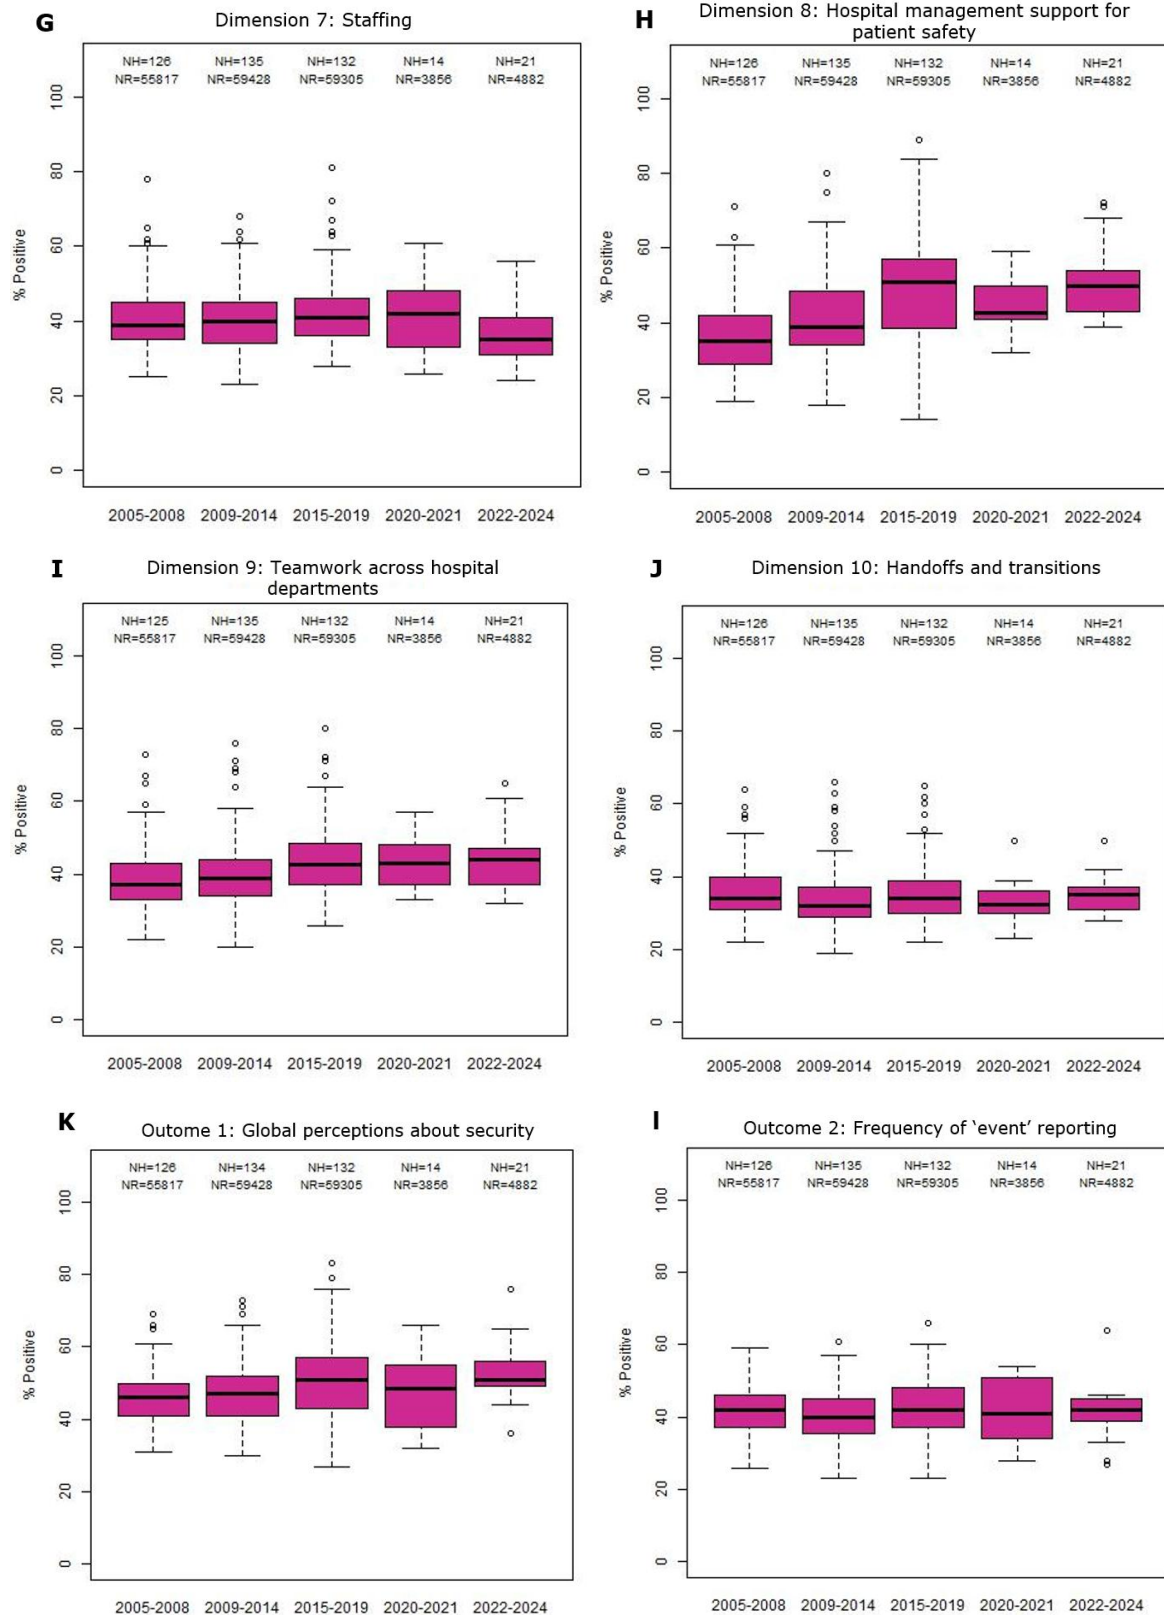 G
Dimension 7: Staffing
NH=126 NH=135 NH=132 NH=14 NH=21
NR=55817 NR=59428 NR=59305 NR=3856 NR=4882
100
80
60
40
20
0
% Positive
2005-2008 2009-2014 2015-2019 2020-2021 2022-2024
H
Dimension 8: Hospital management support for
patient safety
NH=126 NH=135 NH=132 NH=14 NH=21
NR=55817 NR=59428 NR=59305 NR=3856 NR=4882
100
80
60
40
20
0
% Positive
2005-2008 2009-2014 2015-2019 2020-2021 2022-2024
I
Dimension 9: Teamwork across hospital
departments
NH=125 NH=135 NH=132 NH=14 NH=21
NR=55817 NR=59428 NR=59305 NR=3856 NR=4882
100
80
60
40
20
0
% Positive
2005-2008 2009-2014 2015-2019 2020-2021 2022-2024
J
Dimension 10: Handoffs and transitions
NH=126 NH=135 NH=132 NH=14 NH=21
NR=55817 NR=59428 NR=59305 NR=3856 NR=4882
100
80
60
40
20
0
% Positive
2005-2008 2009-2014 2015-2019 2020-2021 2022-2024
K
Outome 1: Global perceptions about security
NH=126 NH=134 NH=132 NH=14 NH=21
NR=55817 NR=59428 NR=59305 NR=3856 NR=4882
100
80
60
40
20
0
% Positive
2005-2008 2009-2014 2015-2019 2020-2021 2022-2024
l
Outcome 2: Frequency of ‘event’ reporting
NH=126 NH=135 NH=132 NH=14 NH=21
NR=55817 NR=59428 NR=59305 NR=3856 NR=4882
100
80
60
40
20
0
% Positive
2005-2008 2009-2014 2015-2019 2020-2021 2022-2024